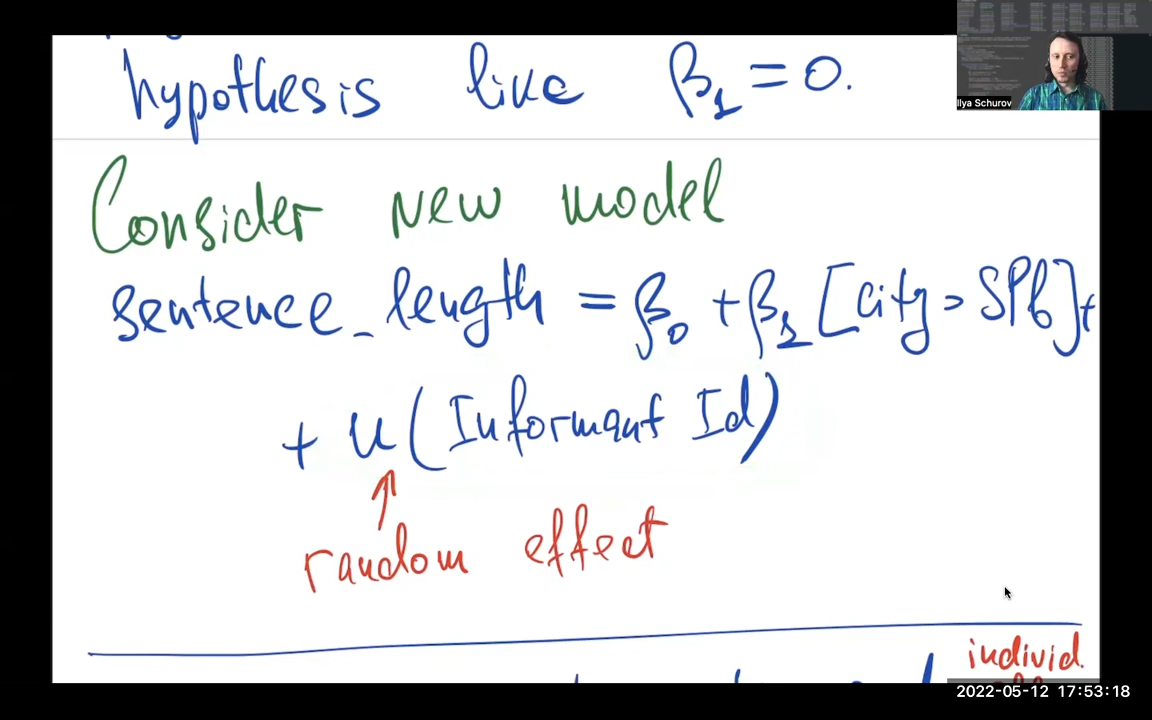 hypothesis like β₁ = 0.
Ilya Schurov
Consider new model
sentence_length = β₀ + β₁ [city = SPb] +
+ u (Informant Id)
↑
random effect
individ.
2022-05-12 17:53:18